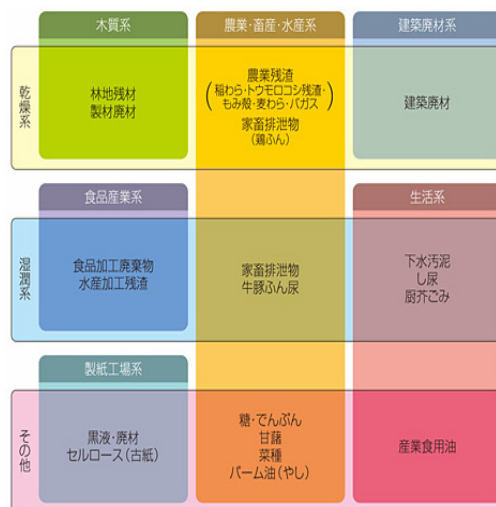 木質系
農業・畜産・水産系
建築廃材系
乾燥系
林地残材
製材廃材
農業残渣
(稲わら・トウモロコシ残渣・
もみ殻・麦わら・バガス)
家畜排泄物
(鶏ふん)
建築廃材
食品産業系
生活系
湿潤系
食品加工廃棄物
水産加工残渣
家畜排泄物
牛豚ふん尿
下水汚泥
し尿
厨芥ごみ
製紙工場系
その他
黒液・廃材
セルロース(古紙)
糖・でんぷん
甘藷
菜種
パーム油(やし)
産業食用油